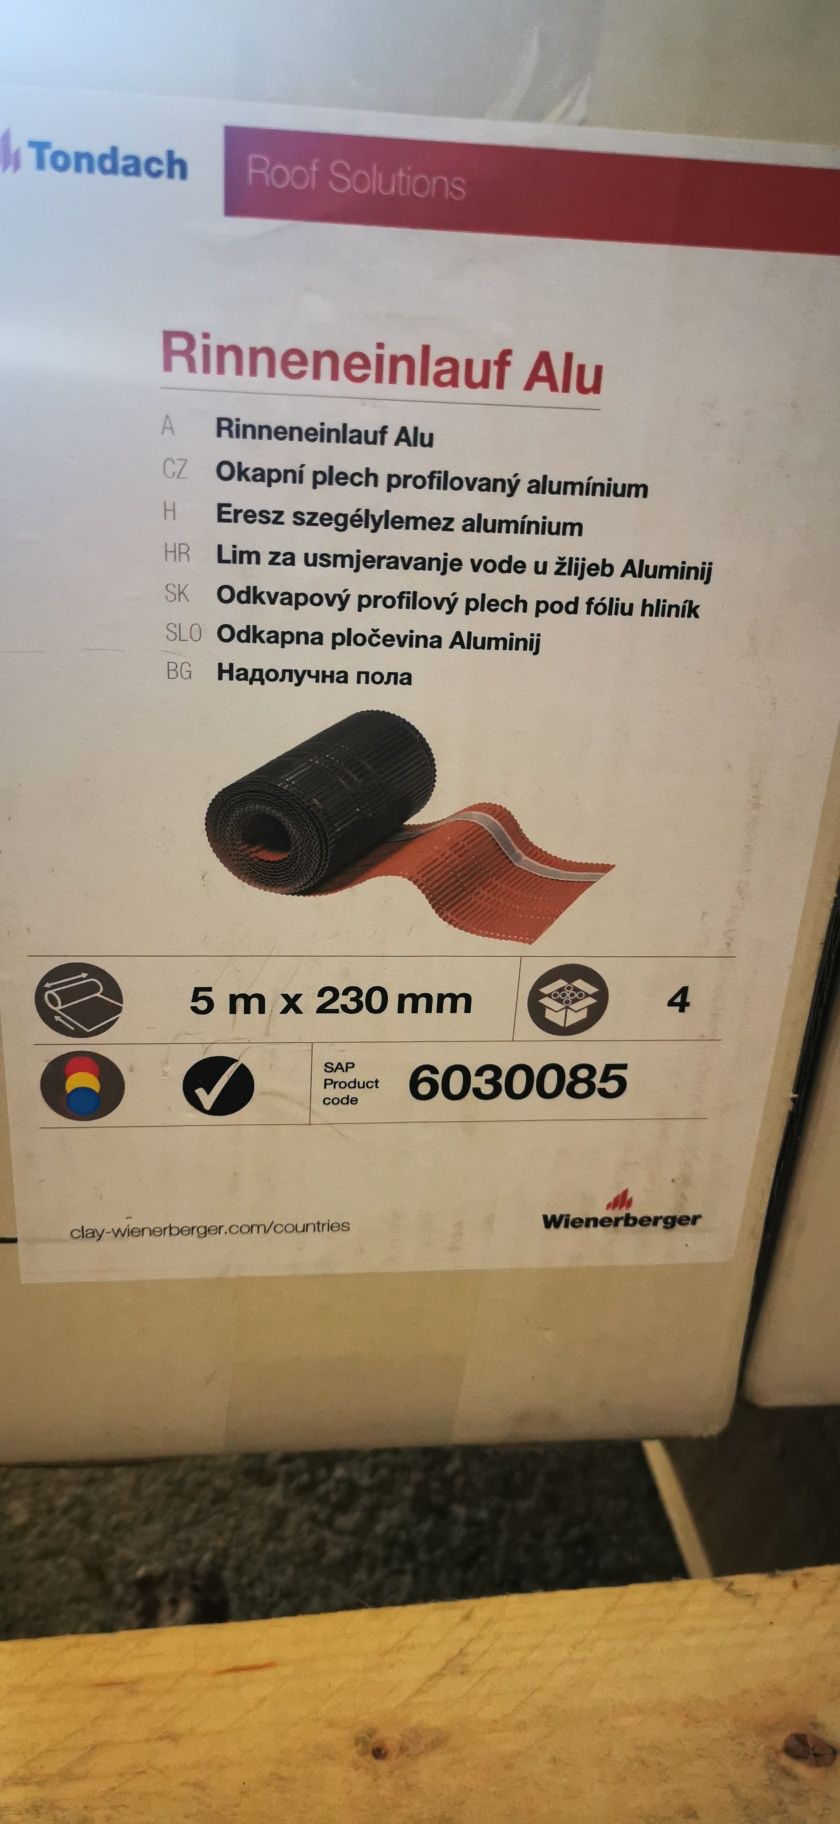 Tondach
Roof Solutions
Rinneneinlauf Alu
A Rinneneinlauf Alu
CZ Okapní plech profilovaný alumínium
H Eresz szegélylemez alumínium
HR Lim za usmjeravanje vode u žlijeb Aluminij
SK Odkvapový profilový plech pod fóliu hliník
SLO Odkapna pločevina Aluminij
BG Надолучна пола
5 m x 230 mm
4
SAP
Product
code
6030085
clay-wienerberger.com/countries
Wienerberger